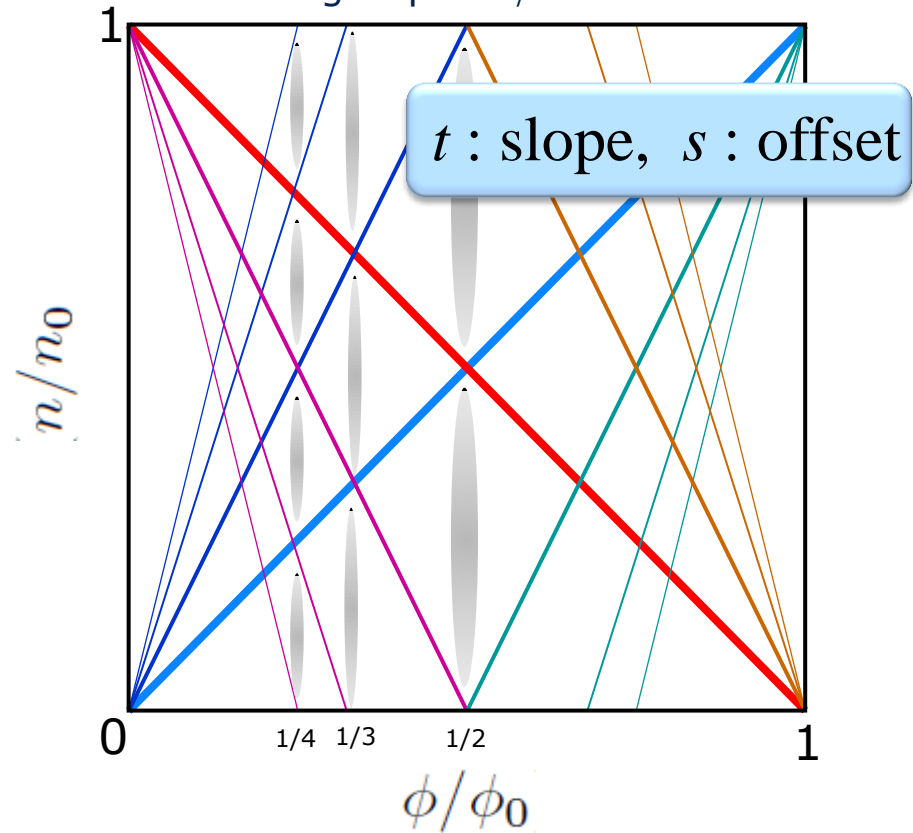 1
t : slope, s : offset
n/n₀
0
1/4 1/3 1/2
1
ϕ/ϕ₀